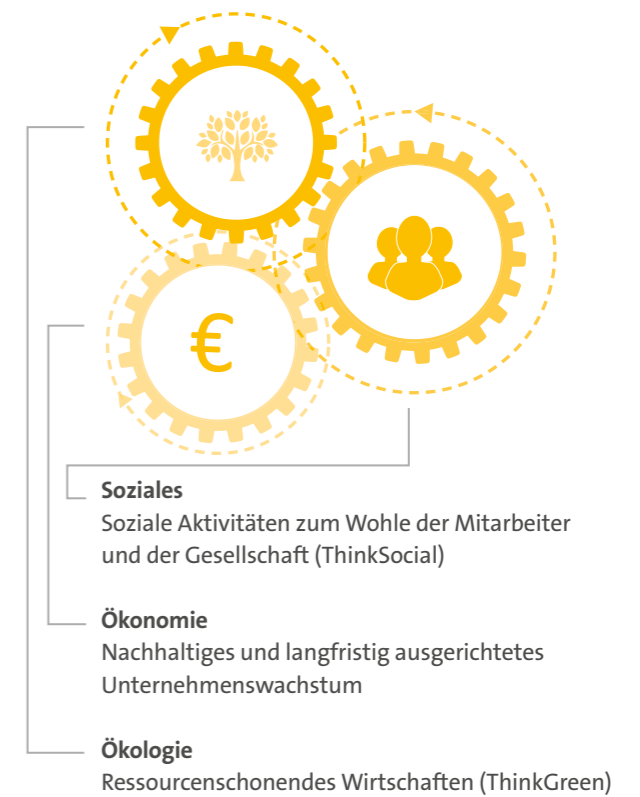 €
Soziales
Soziale Aktivitäten zum Wohle der Mitarbeiter
und der Gesellschaft (ThinkSocial)
Ökonomie
Nachhaltiges und langfristig ausgerichtetes
Unternehmenswachstum
Ökologie
Ressourcenschonendes Wirtschaften (ThinkGreen)